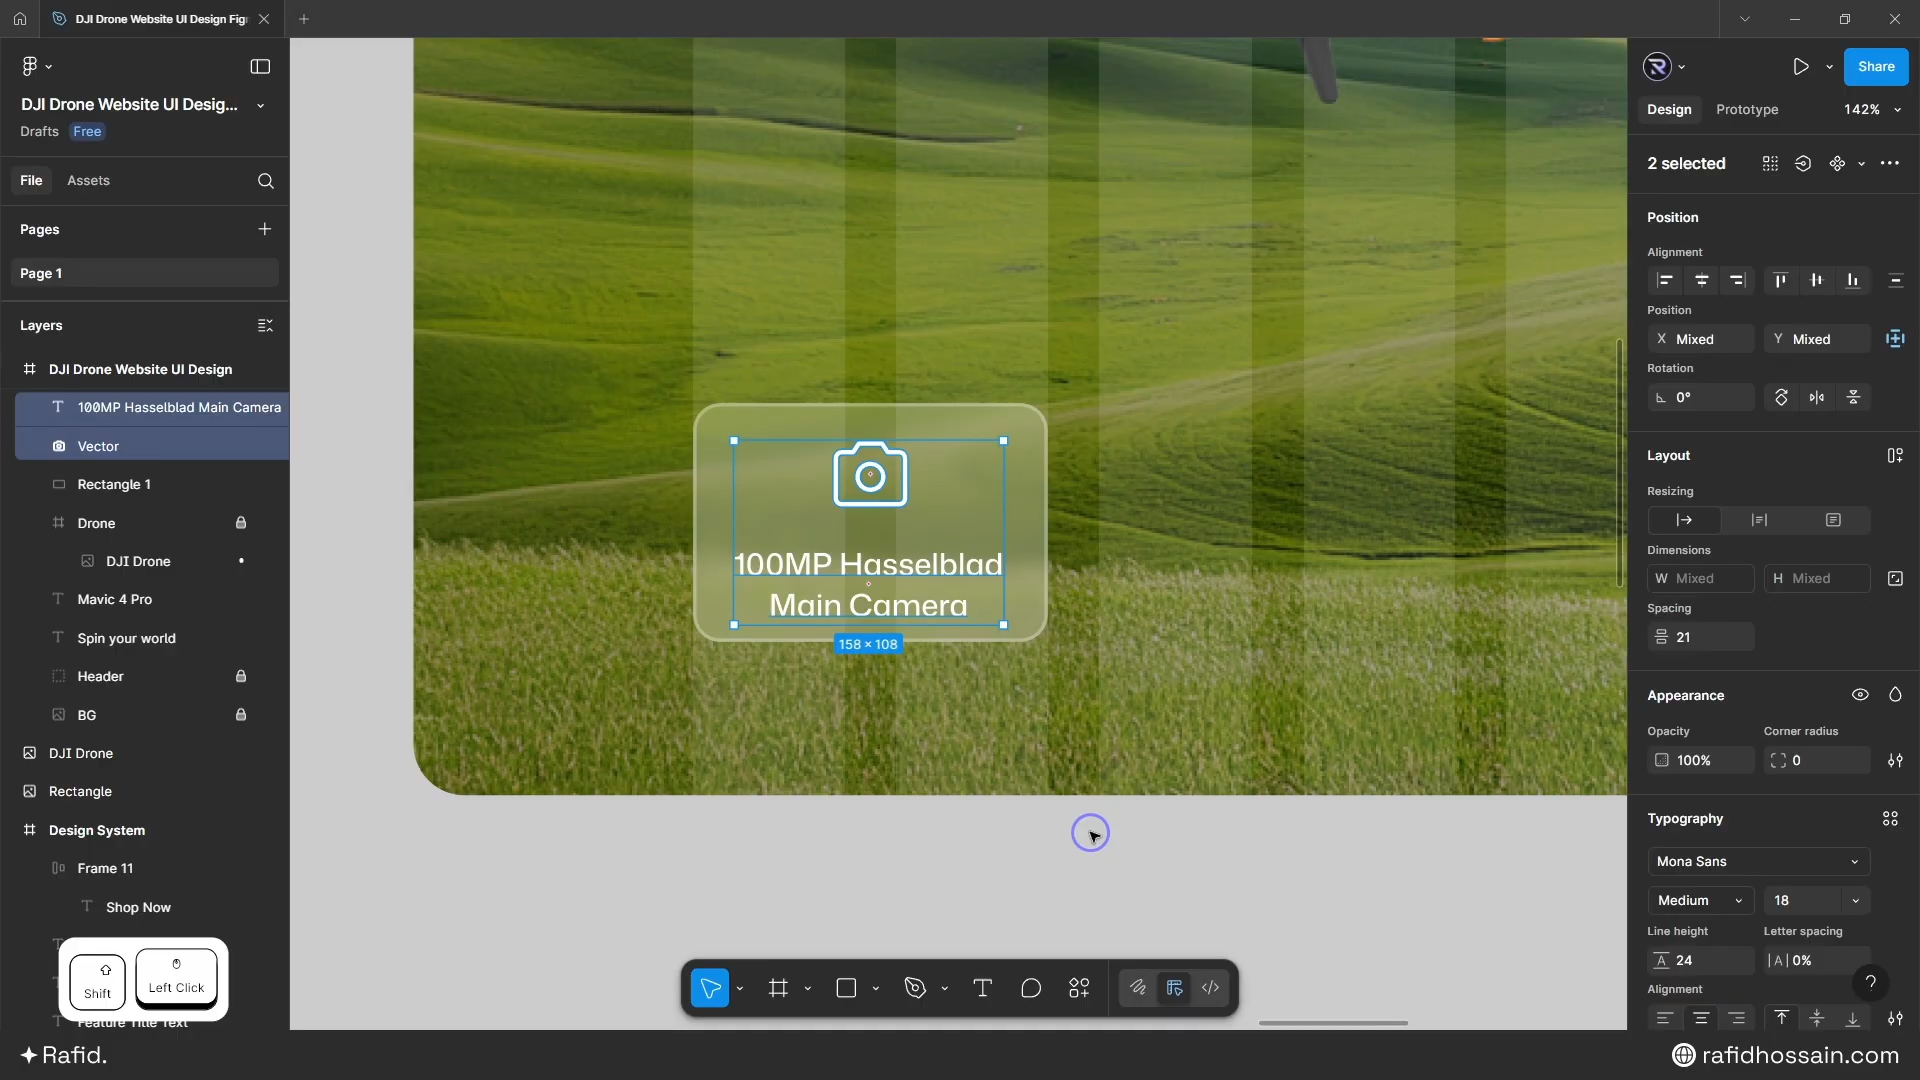 DJI Drone Website UI Design Fig
DJI Drone Website UI Desig...
Drafts
Free
File
Assets
Pages
Page 1
Layers
DJI Drone Website UI Design
100MP Hasselblad Main Camera
Vector
Rectangle 1
Drone
DJI Drone
Mavic 4 Pro
Spin your world
Header
BG
DJI Drone
Rectangle
Design System
Frame 11
Shop Now
Feature Title Text
Shift
Left Click
100MP Hasselblad
Main Camera
158 × 108
Share
Design
Prototype
142%
2 selected
Position
Alignment
Position
X Mixed
Y Mixed
Rotation
0°
Layout
Resizing
Dimensions
W Mixed
H Mixed
Spacing
21
Appearance
Opacity
Corner radius
100%
0
Typography
Mona Sans
Medium
18
Line height
Letter spacing
24
0%
Alignment
?
Rafid.
rafidhossain.com